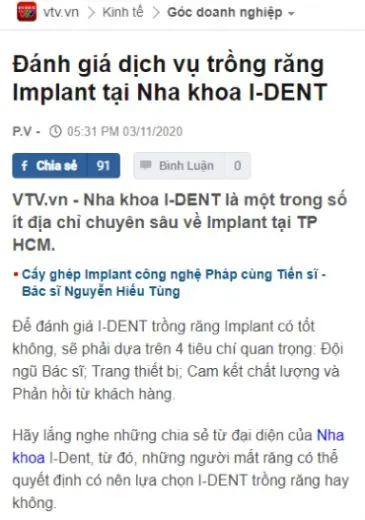 vtv.vn > Kinh tế > Góc doanh nghiệp
Đánh giá dịch vụ trồng răng
Implant tại Nha khoa I-DENT
P.V - 05:31 PM 03/11/2020
f Chia sẻ 91 Bình Luận 0
VTV.vn - Nha khoa I-DENT là một trong số
ít địa chỉ chuyên sâu về Implant tại TP
HCM.
▪ Cấy ghép Implant công nghệ Pháp cùng Tiến sĩ -
Bác sĩ Nguyễn Hiếu Tùng
Để đánh giá I-DENT trồng răng Implant có tốt
không, sẽ phải dựa trên 4 tiêu chí quan trọng: Đội
ngũ Bác sĩ; Trang thiết bị; Cam kết chất lượng và
Phản hồi từ khách hàng.
Hãy lắng nghe những chia sẻ từ đại diện của Nha
khoa I-Dent, từ đó, những người mất răng có thể
quyết định có nên lựa chọn I-DENT trồng răng hay
không.